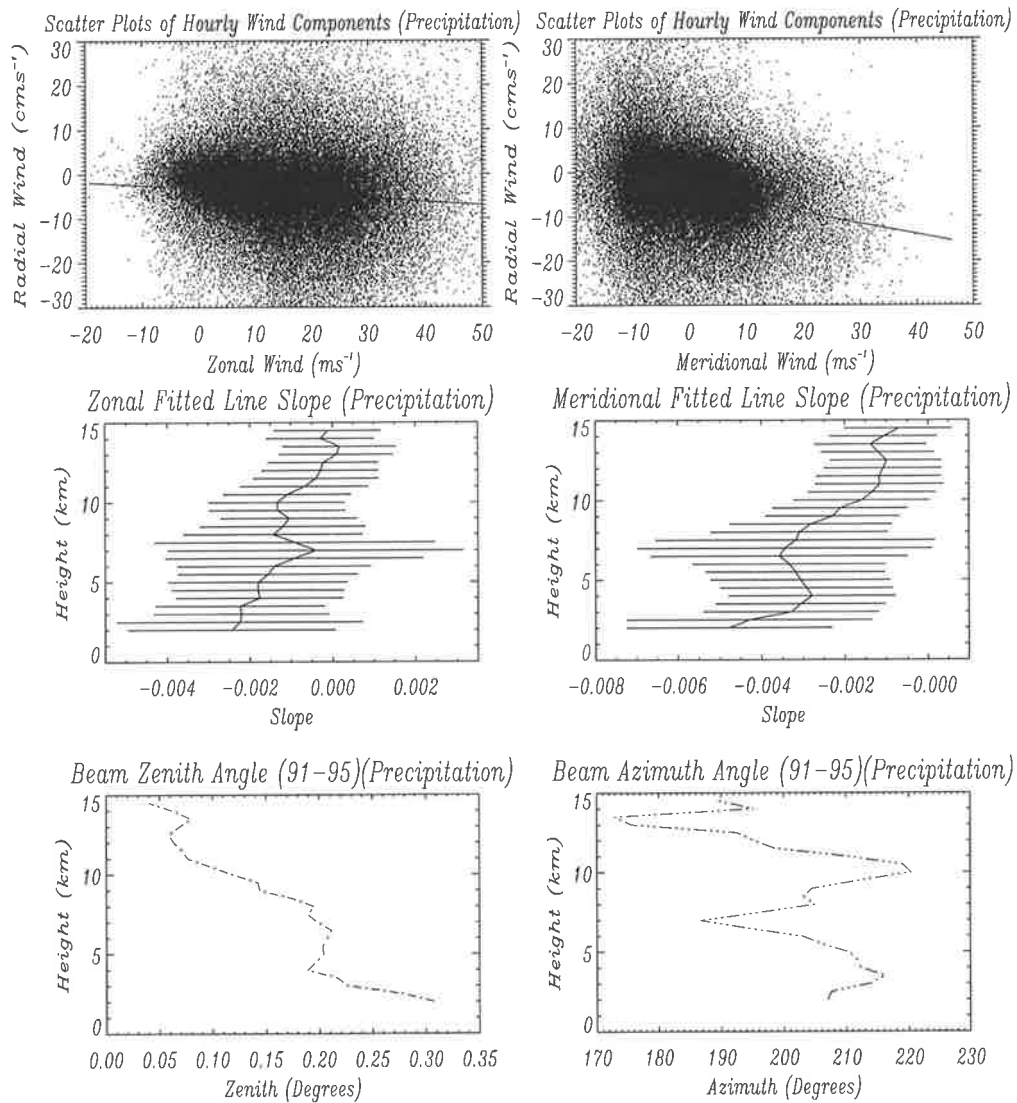 Scatter Plots of Hourly Wind Components (Precipitation)
30
20
10
0
-10
-20
-30
Radial Wind (cms⁻¹)
-20 -10 0 10 20 30 40 50
Zonal Wind (ms⁻¹)
Scatter Plots of Hourly Wind Components (Precipitation)
30
20
10
0
-10
-20
-30
Radial Wind (cms⁻¹)
-20 -10 0 10 20 30 40 50
Meridional Wind (ms⁻¹)
Zonal Fitted Line Slope (Precipitation)
15
10
5
0
Height (km)
-0.004 -0.002 0.000 0.002
Slope
Meridional Fitted Line Slope (Precipitation)
15
10
5
0
Height (km)
-0.008 -0.006 -0.004 -0.002 -0.000
Slope
Beam Zenith Angle (91-95)(Precipitation)
15
10
5
0
Height (km)
0.00 0.05 0.10 0.15 0.20 0.25 0.30 0.35
Zenith (Degrees)
Beam Azimuth Angle (91-95)(Precipitation)
15
10
5
0
Height (km)
170 180 190 200 210 220 230
Azimuth (Degrees)